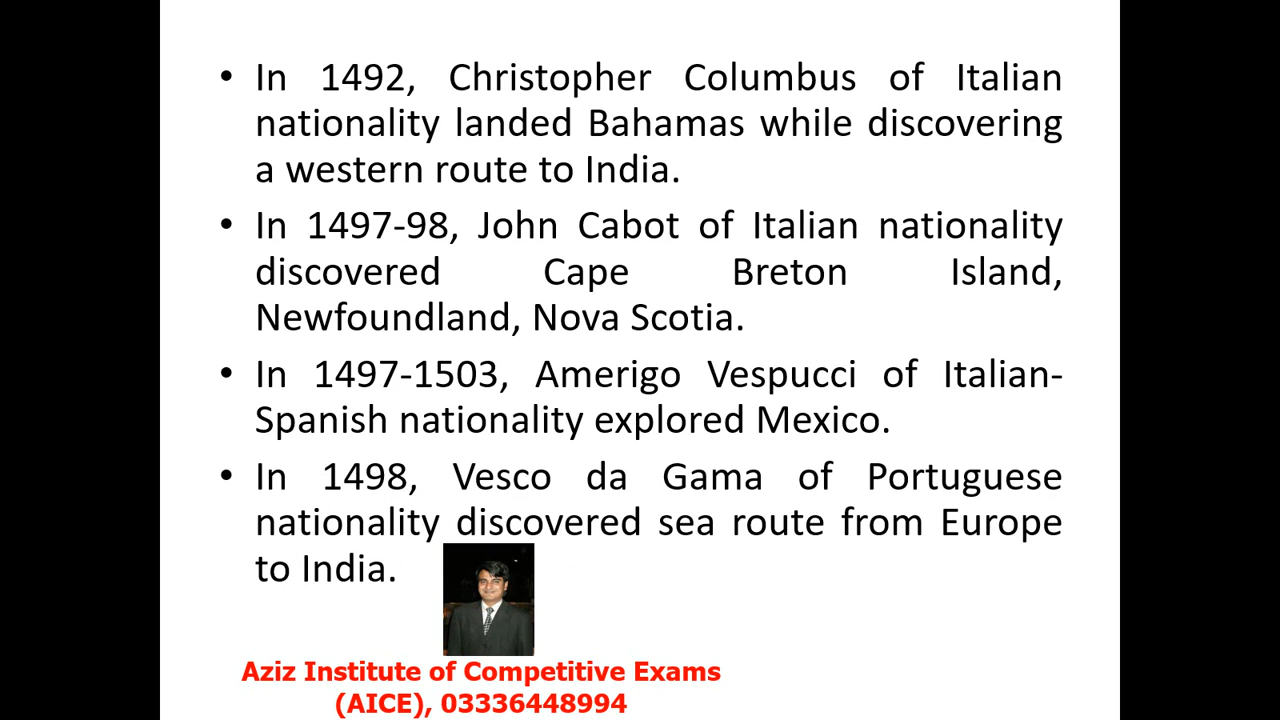 • In 1492, Christopher Columbus of Italian
nationality landed Bahamas while discovering
a western route to India.
• In 1497-98, John Cabot of Italian nationality
discovered Cape Breton Island,
Newfoundland, Nova Scotia.
• In 1497-1503, Amerigo Vespucci of Italian-
Spanish nationality explored Mexico.
• In 1498, Vesco da Gama of Portuguese
nationality discovered sea route from Europe
to India.
Aziz Institute of Competitive Exams
(AICE), 03336448994